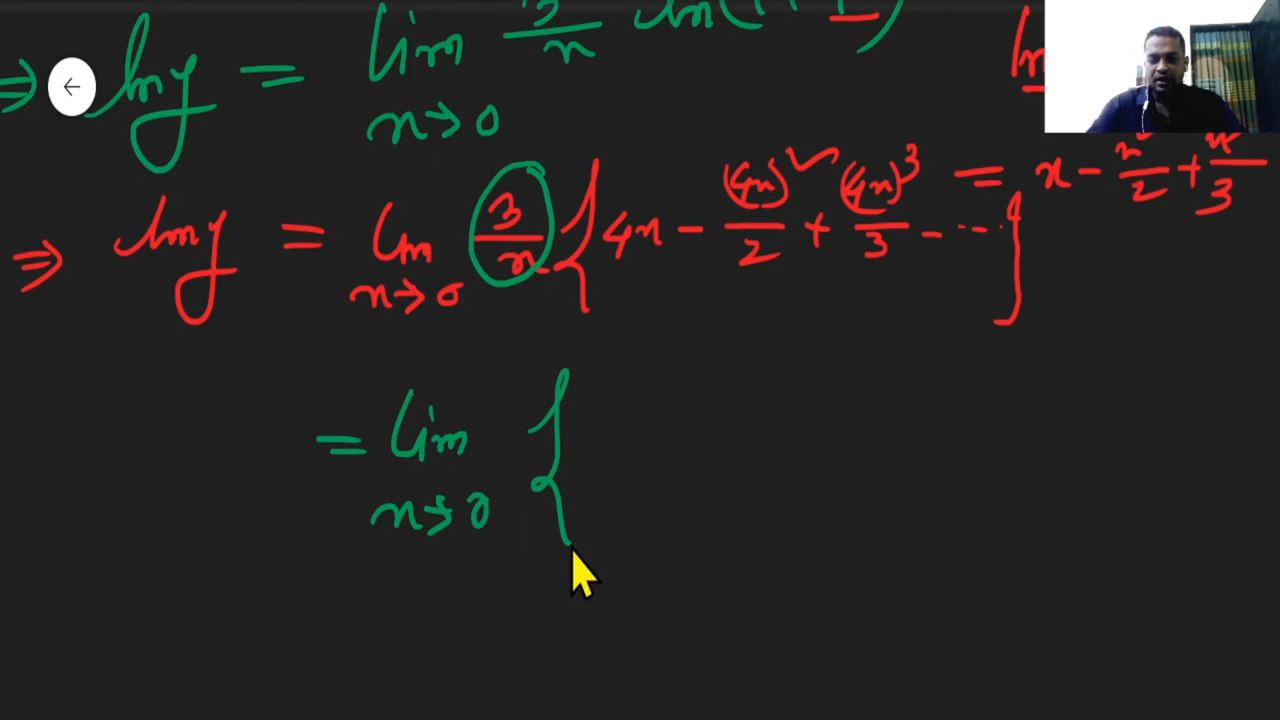 ⇒ ln y = lim 3/x ln(1+
x→0
ln
= x - x²/2 + x³/3
⇒ ln y = lim 3/x { 4x - (4x)²/2 + (4x)³/3 - ... }
x→0
= lim {
x→0